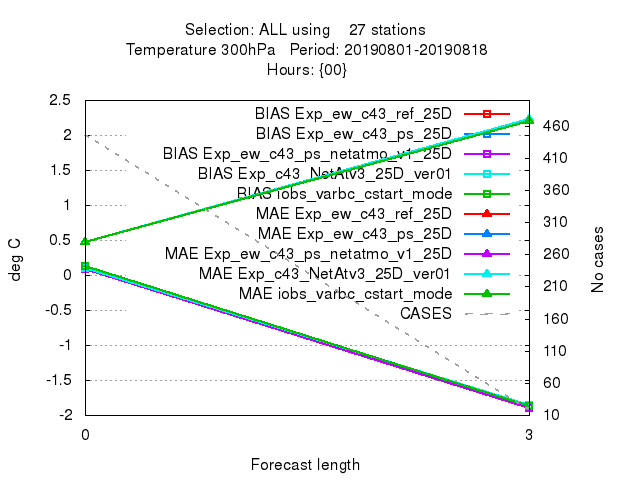 Selection: ALL using 27 stations
Temperature 300hPa Period: 20190801-20190818
Hours: {00}
2.5
2
1.5
1
0.5
0
-0.5
-1
-1.5
-2
deg C
BIAS Exp_ew_c43_ref_25D
BIAS Exp_ew_c43_ps_25D
BIAS Exp_ew_c43_ps_netatmo_v1_25D
BIAS Exp_c43_NetAtv3_25D_ver01
BIAS iobs_varbc_cstart_mode
MAE Exp_ew_c43_ref_25D
MAE Exp_ew_c43_ps_25D
MAE Exp_ew_c43_ps_netatmo_v1_25D
MAE Exp_c43_NetAtv3_25D_ver01
MAE iobs_varbc_cstart_mode
CASES
460
410
360
310
260
210
160
110
60
10
No cases
0 3
Forecast length